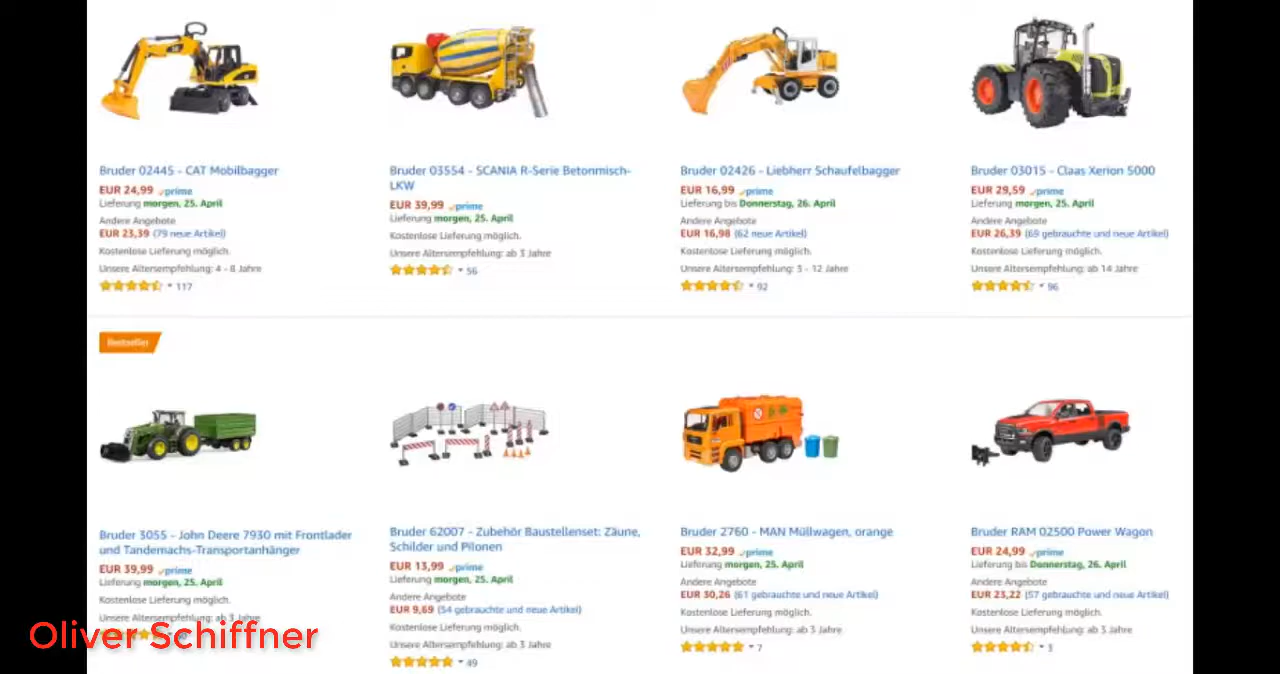 Bruder 02445 - CAT Mobilbagger
EUR 24,99 prime
Lieferung morgen, 25. April
Andere Angebote
EUR 23,39 (79 neue Artikel)
Kostenlose Lieferung möglich.
Unsere Altersempfehlung: 4 - 8 Jahre
117
Bruder 03554 - SCANIA R-Serie Betonmisch-
LKW
EUR 39,99 prime
Lieferung morgen, 25. April
Kostenlose Lieferung möglich.
Unsere Altersempfehlung: ab 3 Jahre
56
Bruder 02426 - Liebherr Schaufelbagger
EUR 16,99 prime
Lieferung bis Donnerstag, 26. April
Andere Angebote
EUR 16,98 (62 neue Artikel)
Kostenlose Lieferung möglich.
Unsere Altersempfehlung: 3 - 12 Jahre
92
Bruder 03015 - Claas Xerion 5000
EUR 29,59 prime
Lieferung morgen, 25. April
Andere Angebote
EUR 26,39 (69 gebrauchte und neue Artikel)
Kostenlose Lieferung möglich.
Unsere Altersempfehlung: ab 14 Jahre
96
Bestseller
Bruder 3055 - John Deere 7930 mit Frontlader
und Tandemachs-Transportanhänger
EUR 39,99 prime
Lieferung morgen, 25. April
Kostenlose Lieferung möglich.
Unsere Altersempfehlung: ab 3 Jahre
Oliver Schiffner
Bruder 62007 - Zubehör Baustellenset: Zäune,
Schilder und Pilonen
EUR 13,99 prime
Lieferung morgen, 25. April
Andere Angebote
EUR 9,69 (54 gebrauchte und neue Artikel)
Kostenlose Lieferung möglich.
Unsere Altersempfehlung: ab 3 Jahre
49
Bruder 2760 - MAN Müllwagen, orange
EUR 32,99 prime
Lieferung morgen, 25. April
Andere Angebote
EUR 30,26 (61 gebrauchte und neue Artikel)
Kostenlose Lieferung möglich.
Unsere Altersempfehlung: ab 3 Jahre
7
Bruder RAM 02500 Power Wagon
EUR 24,99 prime
Lieferung bis Donnerstag, 26. April
Andere Angebote
EUR 23,22 (57 gebrauchte und neue Artikel)
Kostenlose Lieferung möglich.
Unsere Altersempfehlung: ab 3 Jahre
3